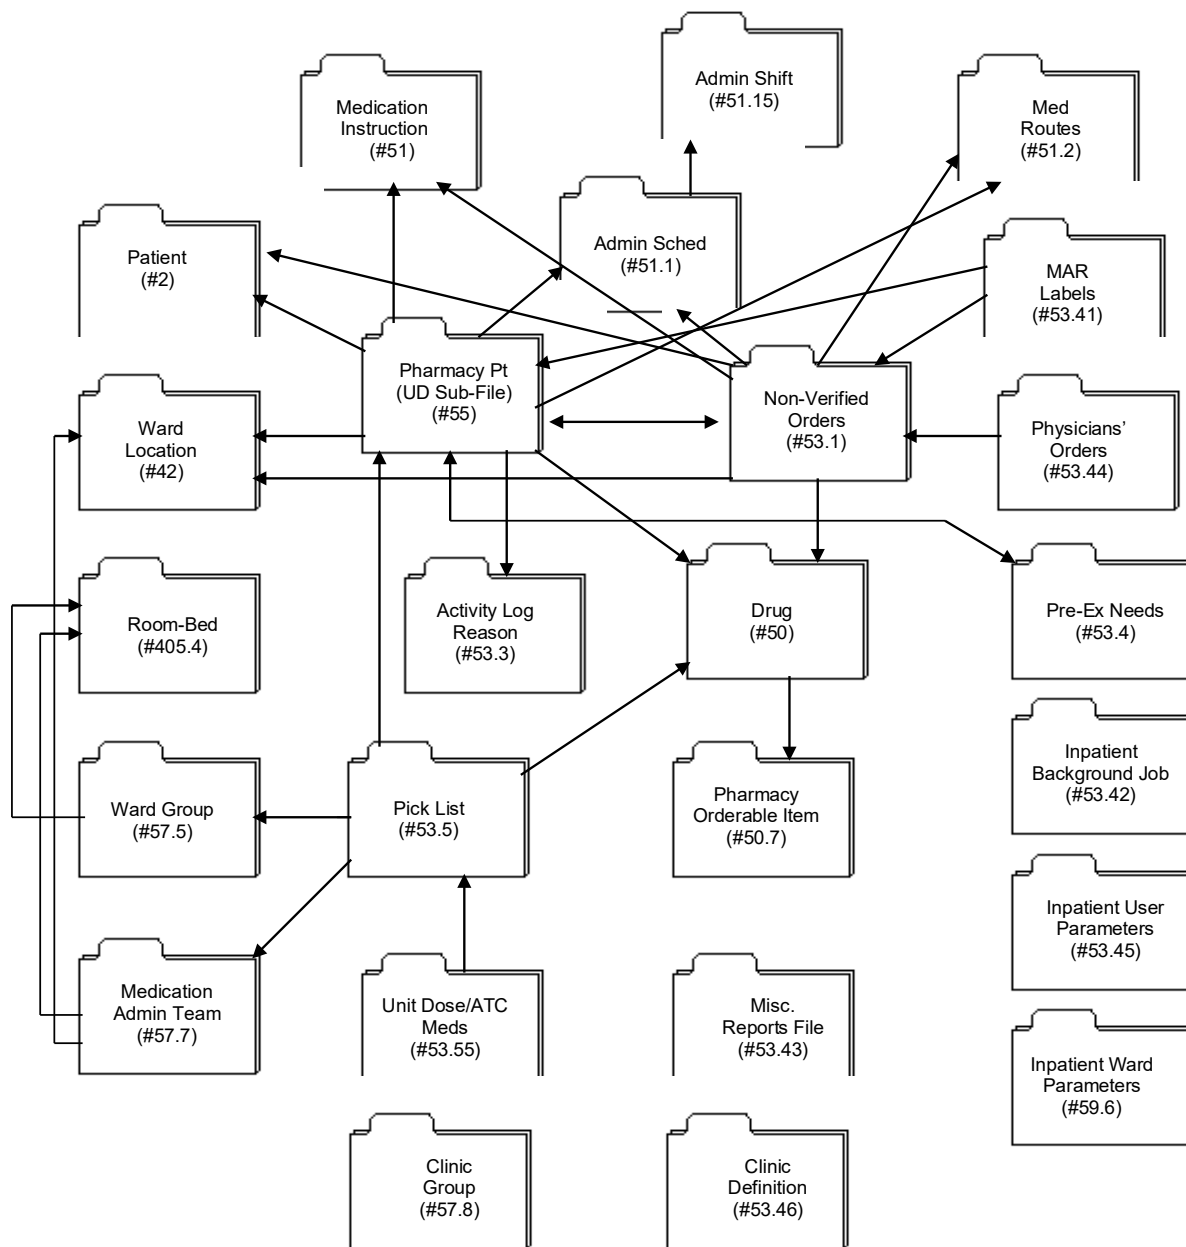 Admin Shift
(#51.15)
Medication
Instruction
(#51)
Med
Routes
(#51.2)
Patient
(#2)
Admin Sched
(#51.1)
MAR
Labels
(#53.41)
Pharmacy Pt
(UD Sub-File)
(#55)
Non-Verified
Orders
(#53.1)
Ward
Location
(#42)
Physicians’
Orders
(#53.44)
Room-Bed
(#405.4)
Activity Log
Reason
(#53.3)
Drug
(#50)
Pre-Ex Needs
(#53.4)
Ward Group
(#57.5)
Pick List
(#53.5)
Pharmacy
Orderable Item
(#50.7)
Inpatient
Background Job
(#53.42)
Inpatient User
Parameters
(#53.45)
Medication
Admin Team
(#57.7)
Unit Dose/ATC
Meds
(#53.55)
Misc.
Reports File
(#53.43)
Inpatient Ward
Parameters
(#59.6)
Clinic
Group
(#57.8)
Clinic
Definition
(#53.46)